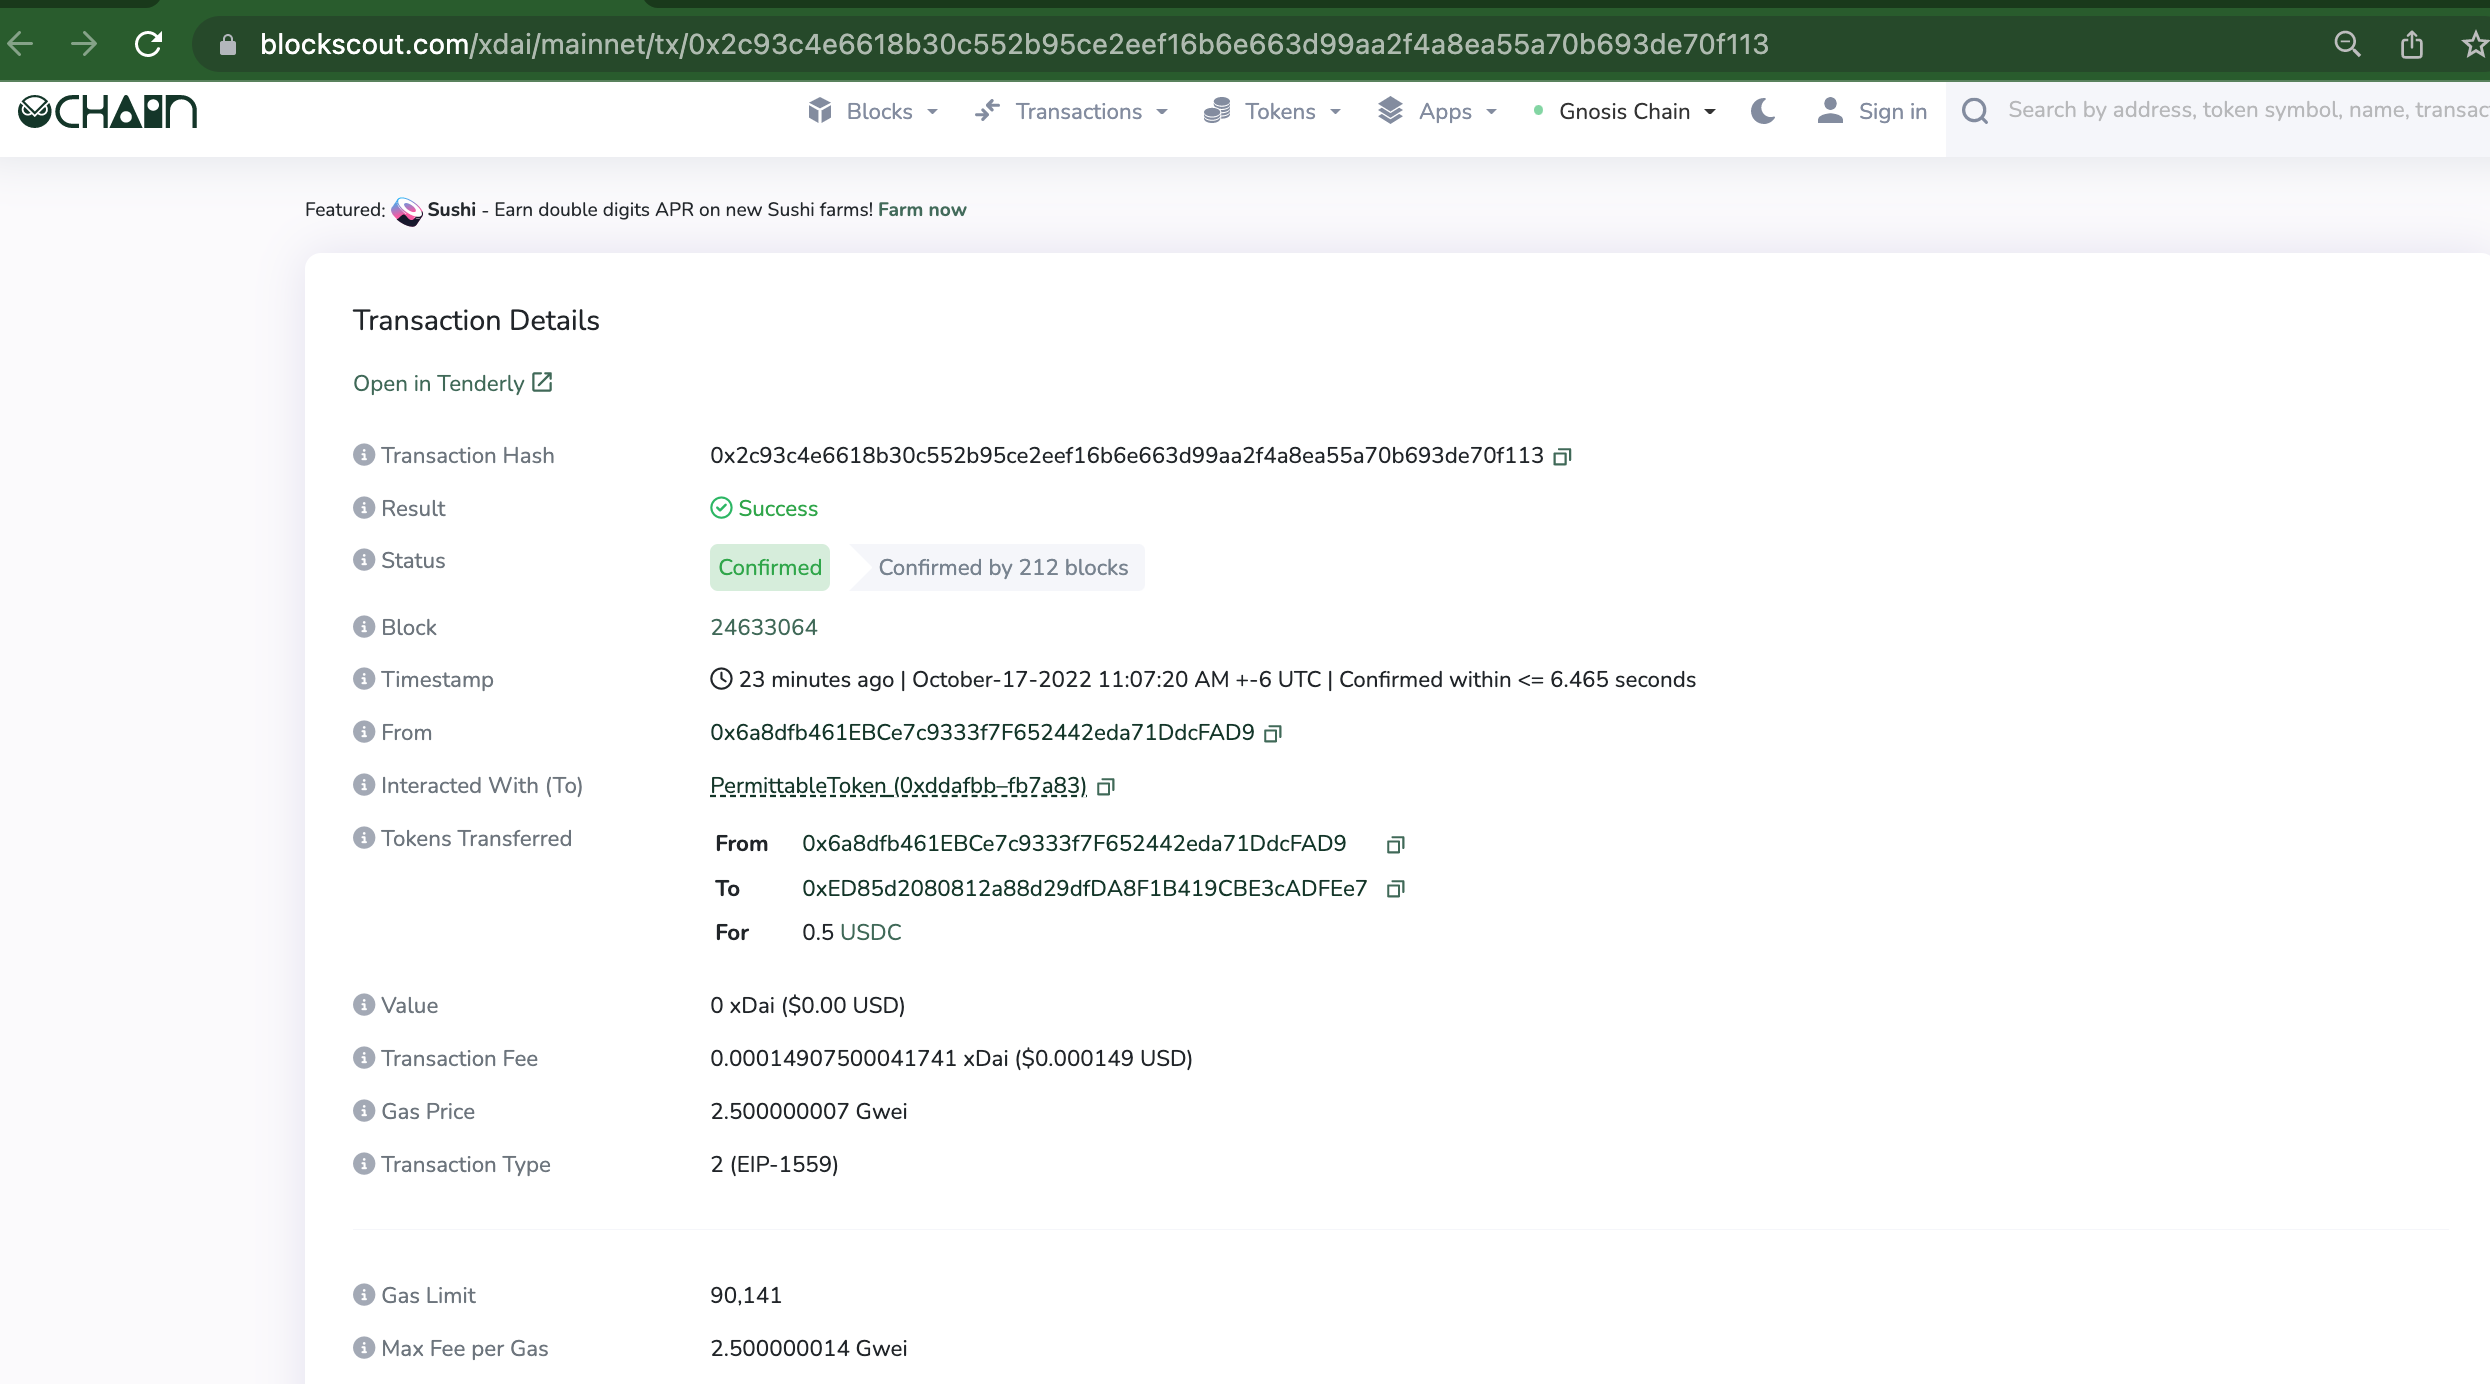 blockscout.com/xdai/mainnet/tx/0x2c93c4e6618b30c552b95ce2eef16b6e663d99aa2f4a8ea55a70b693de70f113
CHAIN Blocks Transactions Tokens Apps Gnosis Chain Sign in Search by address, token symbol, name, transac
Featured: Sushi - Earn double digits APR on new Sushi farms! Farm now
Transaction Details
Open in Tenderly
Transaction Hash 0x2c93c4e6618b30c552b95ce2eef16b6e663d99aa2f4a8ea55a70b693de70f113
Result Success
Status Confirmed Confirmed by 212 blocks
Block 24633064
Timestamp 23 minutes ago | October-17-2022 11:07:20 AM +-6 UTC | Confirmed within <= 6.465 seconds
From 0x6a8dfb461EBCe7c9333f7F652442eda71DdcFAD9
Interacted With (To) PermittableToken (0xddafbb–fb7a83)
Tokens Transferred From 0x6a8dfb461EBCe7c9333f7F652442eda71DdcFAD9
To 0xED85d2080812a88d29dfDA8F1B419CBE3cADFEe7
For 0.5 USDC
Value 0 xDai ($0.00 USD)
Transaction Fee 0.00014907500041741 xDai ($0.000149 USD)
Gas Price 2.500000007 Gwei
Transaction Type 2 (EIP-1559)
Gas Limit 90,141
Max Fee per Gas 2.500000014 Gwei